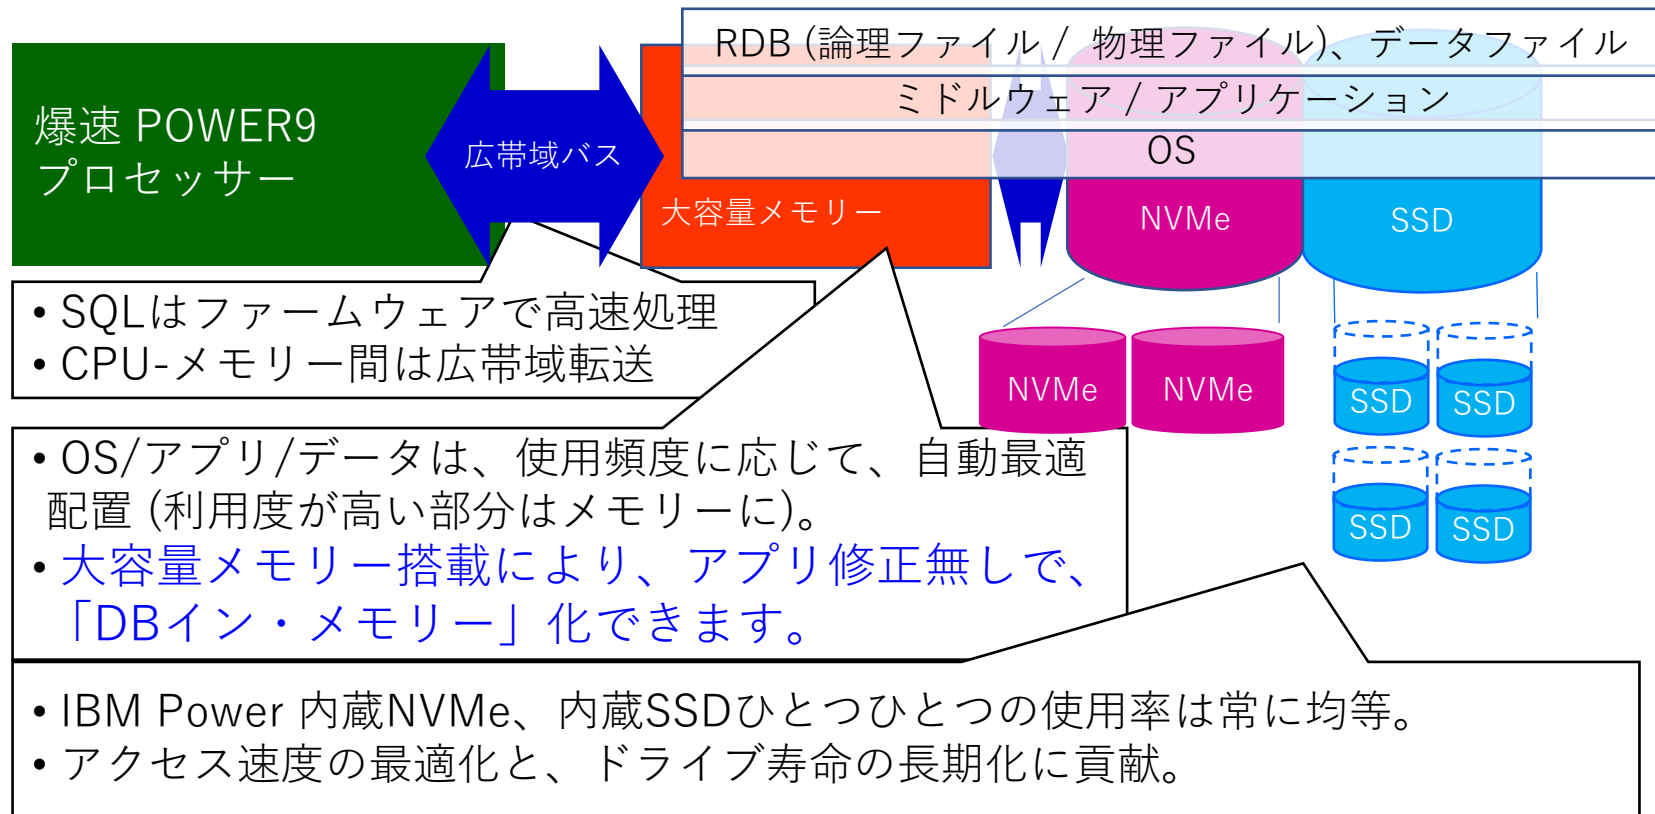 RDB (論理ファイル / 物理ファイル)、データファイル
ミドルウェア / アプリケーション
OS
爆速 POWER9
プロセッサー
広帯域バス
大容量メモリー
NVMe
SSD
• SQLはファームウェアで高速処理
• CPU-メモリー間は広帯域転送
NVMe
NVMe
SSD
SSD
SSD
SSD
• OS/アプリ/データは、使用頻度に応じて、自動最適
配置 (利用度が高い部分はメモリーに)。
• 大容量メモリー搭載により、アプリ修正無しで、
「DBイン・メモリー」化できます。
• IBM Power 内蔵NVMe、内蔵SSDひとつひとつの使用率は常に均等。
• アクセス速度の最適化と、ドライブ寿命の長期化に貢献。